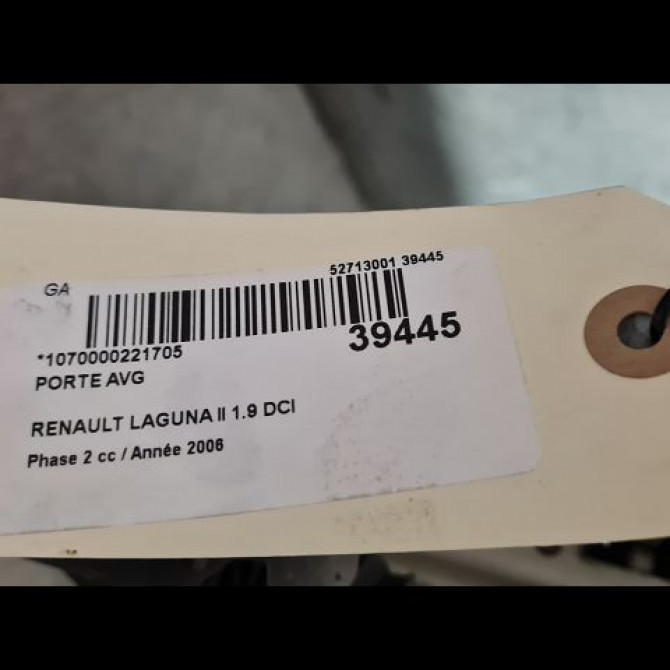 52713001 39445
GA
*1070000221705
39445
PORTE AVG
RENAULT LAGUNA II 1.9 DCI
Phase 2 cc / Année 2006